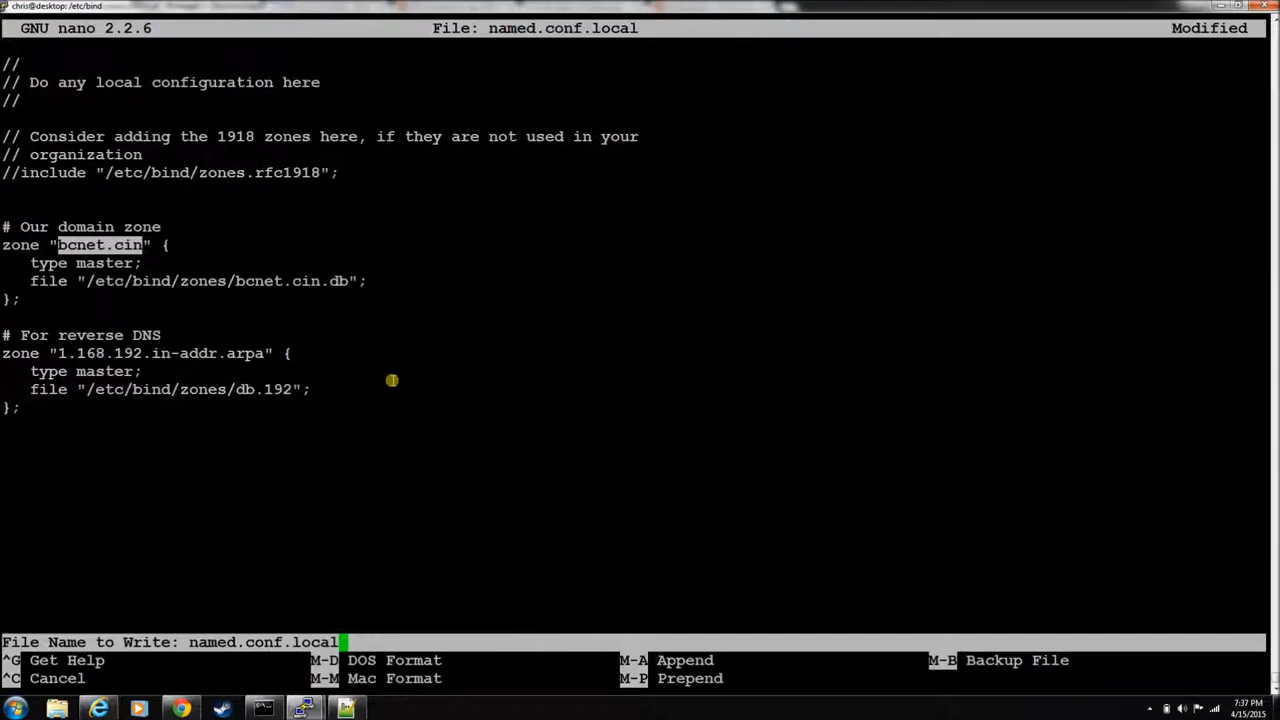 chris@desktop: /etc/bind
GNU nano 2.2.6 File: named.conf.local Modified
//
// Do any local configuration here
//
// Consider adding the 1918 zones here, if they are not used in your
// organization
//include "/etc/bind/zones.rfc1918";
# Our domain zone
zone "bcnet.cin" {
type master;
file "/etc/bind/zones/bcnet.cin.db";
};
# For reverse DNS
zone "1.168.192.in-addr.arpa" {
type master;
file "/etc/bind/zones/db.192";
};
File Name to Write: named.conf.local
^G Get Help M-D DOS Format M-A Append M-B Backup File
^C Cancel M-M Mac Format M-P Prepend
7:37 PM
4/15/2015